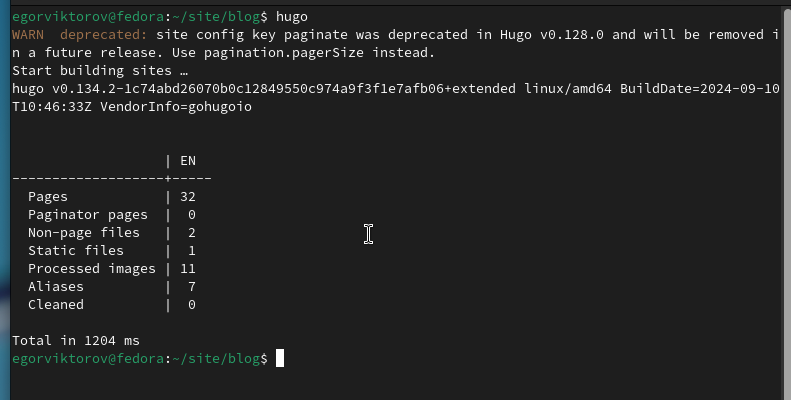 egorviktorov@fedora:~/site/blog$ hugo
WARN  deprecated: site config key paginate was deprecated in Hugo v0.128.0 and will be removed i
n a future release. Use pagination.pagerSize instead.
Start building sites …
hugo v0.134.2-1c74abd26070b0c12849550c974a9f3f1e7afb06+extended linux/amd64 BuildDate=2024-09-10
T10:46:33Z VendorInfo=gohugoio
                   | EN
-------------------+-----
  Pages            | 32
  Paginator pages  |  0
  Non-page files   |  2
  Static files     |  1
  Processed images | 11
  Aliases          |  7
  Cleaned          |  0
Total in 1204 ms
egorviktorov@fedora:~/site/blog$